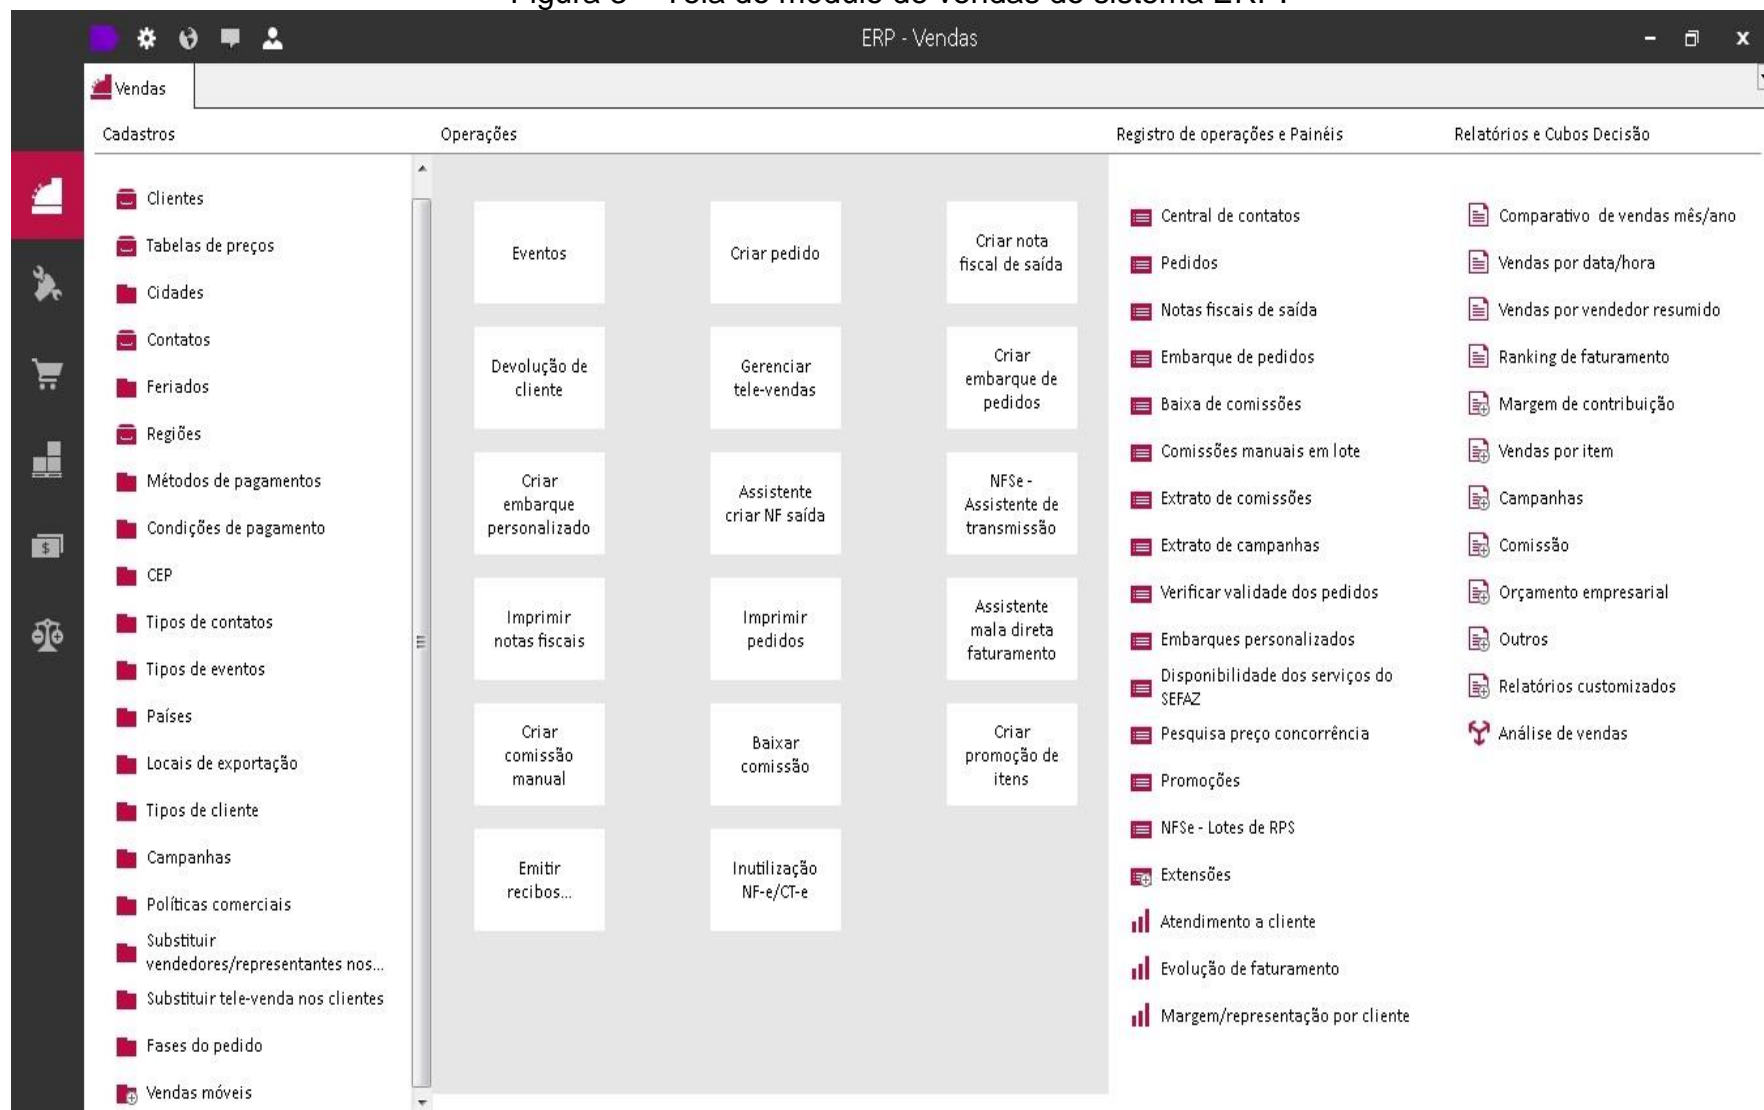 ERP - Vendas
Vendas
Cadastros
Operações
Registro de operações e Painéis
Relatórios e Cubos Decisão
Clientes
Tabelas de preços
Cidades
Contatos
Feriados
Regiões
Métodos de pagamentos
Condições de pagamento
CEP
Tipos de contatos
Tipos de eventos
Países
Locais de exportação
Tipos de cliente
Campanhas
Políticas comerciais
Substituir
vendedores/representantes nos...
Substituir tele-venda nos clientes
Fases do pedido
Vendas móveis
Eventos
Criar pedido
Criar nota
fiscal de saída
Devolução de
cliente
Gerenciar
tele-vendas
Criar
embarque de
pedidos
Criar
embarque
personalizado
Assistente
criar NF saída
NFSe -
Assistente de
transmissão
Imprimir
notas fiscais
Imprimir
pedidos
Assistente
mala direta
faturamento
Criar
comissão
manual
Baixar
comissão
Criar
promoção de
itens
Emitir
recibos...
Inutilização
NF-e/CT-e
Central de contatos
Pedidos
Notas fiscais de saída
Embarque de pedidos
Baixa de comissões
Comissões manuais em lote
Extrato de comissões
Extrato de campanhas
Verificar validade dos pedidos
Embarques personalizados
Disponibilidade dos serviços do
SEFAZ
Pesquisa preço concorrência
Promoções
NFSe - Lotes de RPS
Extensões
Atendimento a cliente
Evolução de faturamento
Margem/representação por cliente
Comparativo de vendas mês/ano
Vendas por data/hora
Vendas por vendedor resumido
Ranking de faturamento
Margem de contribuição
Vendas por item
Campanhas
Comissão
Orçamento empresarial
Outros
Relatórios customizados
Análise de vendas